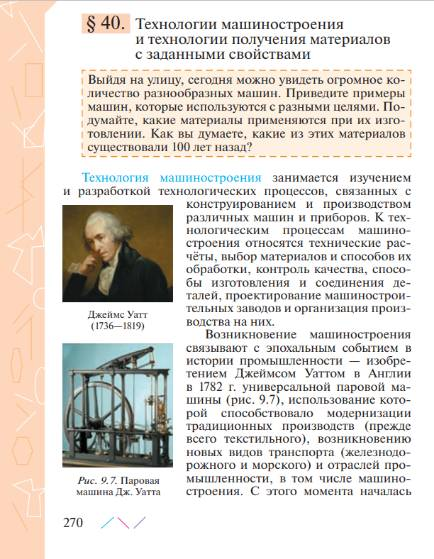 § 40. Технологии машиностроения
и технологии получения материалов
с заданными свойствами
Выйдя на улицу, сегодня можно увидеть огромное ко-
личество разнообразных машин. Приведите примеры
машин, которые используются с разными целями. По-
думайте, какие материалы применяются при их изго-
товлении. Как вы думаете, какие из этих материалов
существовали 100 лет назад?
Технология машиностроения занимается изучением
и разработкой технологических процессов, связанных с
конструированием и производством
различных машин и приборов. К тех-
нологическим процессам машино-
строения относятся технические рас-
чёты, выбор материалов и способов их
обработки, контроль качества, спосо-
бы изготовления и соединения де-
талей, проектирование машинострои-
тельных заводов и организация произ-
водства на них.
Джеймс Уатт
(1736—1819)
Возникновение машиностроения
связывают с эпохальным событием в
истории промышленности — изобре-
тением Джеймсом Уаттом в Англии
в 1782 г. универсальной паровой ма-
шины (рис. 9.7), использование кото-
рой способствовало модернизации
традиционных производств (прежде
всего текстильного), возникновению
новых видов транспорта (железнодо-
рожного и морского) и отраслей про-
мышленности, в том числе машино-
строения. С этого момента началась
Рис. 9.7. Паровая
машина Дж. Уатта
270